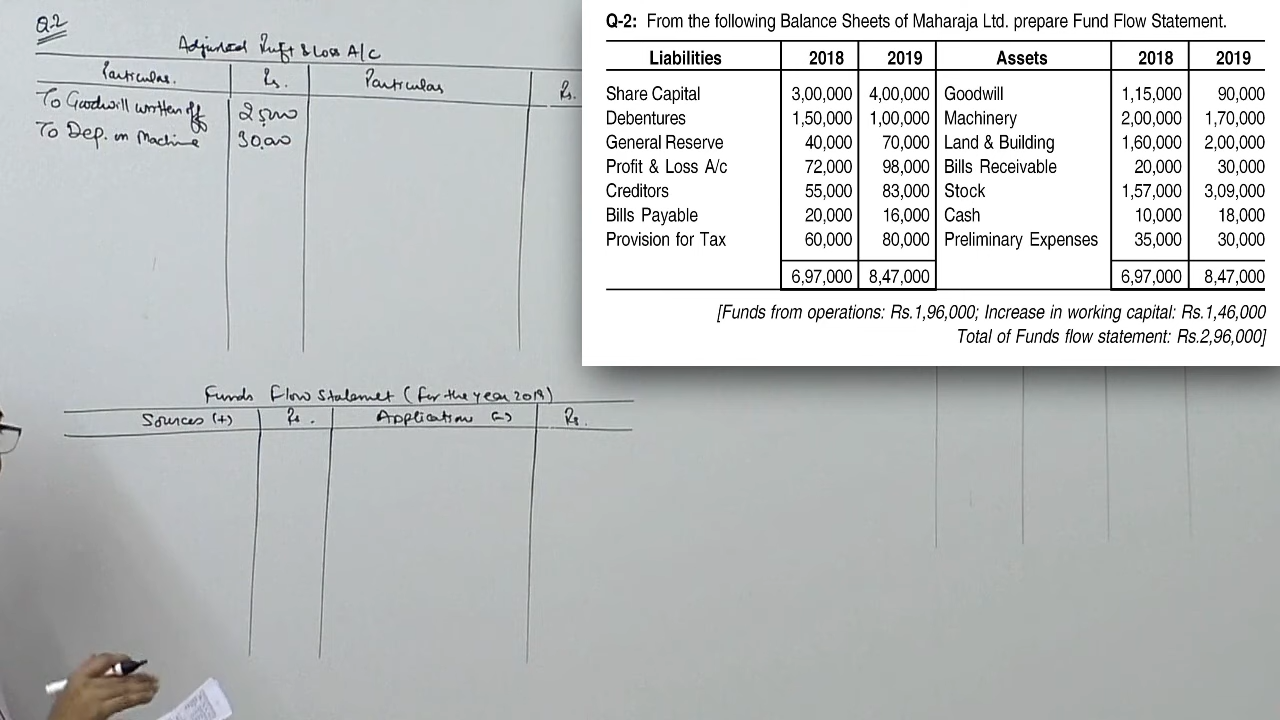 Q-2
Adjusted Profit & Loss A/C
Particulars. Rs. Particulars Rs.
To Goodwill written off 25,000
To Dep. on Machine 30,000
Funds Flow Statement (for the year 2019)
Sources (+) Rs. Application (-) Rs.
Q-2: From the following Balance Sheets of Maharaja Ltd. prepare Fund Flow Statement.
Liabilities 2018 2019 Assets 2018 2019
Share Capital 3,00,000 4,00,000 Goodwill 1,15,000 90,000
Debentures 1,50,000 1,00,000 Machinery 2,00,000 1,70,000
General Reserve 40,000 70,000 Land & Building 1,60,000 2,00,000
Profit & Loss A/c 72,000 98,000 Bills Receivable 20,000 30,000
Creditors 55,000 83,000 Stock 1,57,000 3,09,000
Bills Payable 20,000 16,000 Cash 10,000 18,000
Provision for Tax 60,000 80,000 Preliminary Expenses 35,000 30,000
6,97,000 8,47,000 6,97,000 8,47,000
[Funds from operations: Rs.1,96,000; Increase in working capital: Rs.1,46,000
Total of Funds flow statement: Rs.2,96,000]